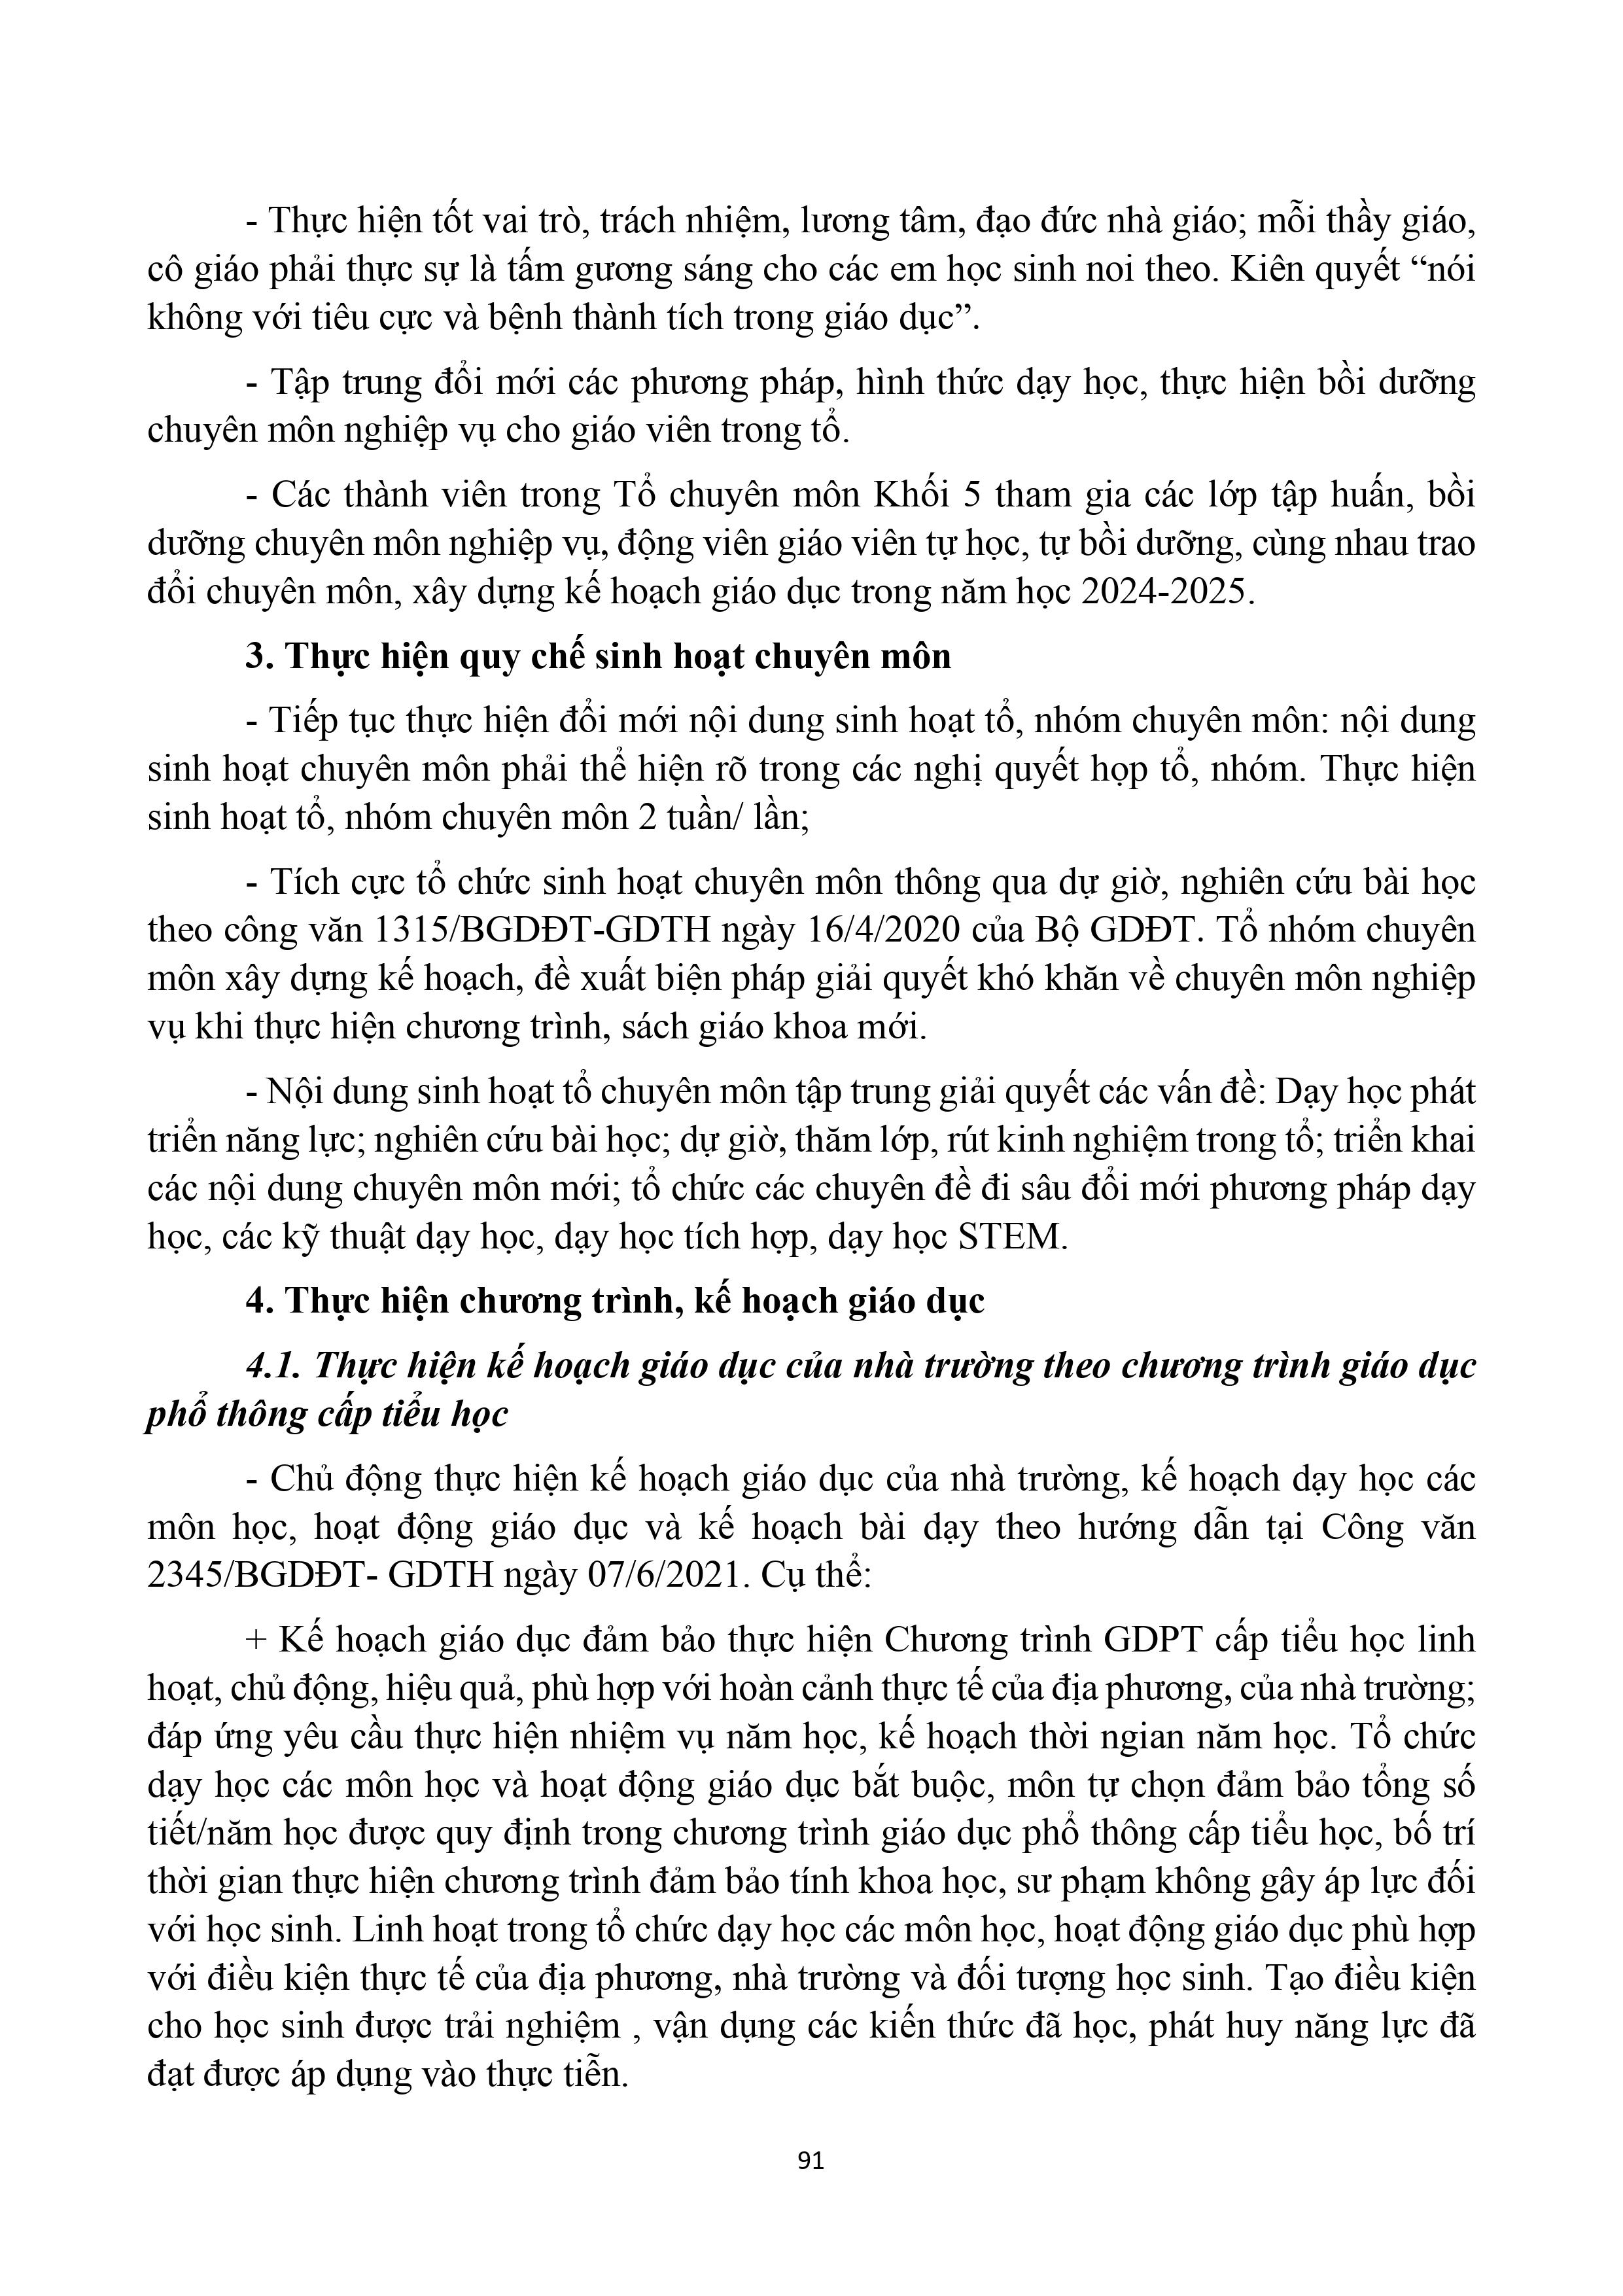 - Thực hiện tốt vai trò, trách nhiệm, lương tâm, đạo đức nhà giáo; mỗi thầy giáo,
cô giáo phải thực sự là tấm gương sáng cho các em học sinh noi theo. Kiên quyết “nói
không với tiêu cực và bệnh thành tích trong giáo dục”.
- Tập trung đổi mới các phương pháp, hình thức dạy học, thực hiện bồi dưỡng
chuyên môn nghiệp vụ cho giáo viên trong tổ.
- Các thành viên trong Tổ chuyên môn Khối 5 tham gia các lớp tập huấn, bồi
dưỡng chuyên môn nghiệp vụ, động viên giáo viên tự học, tự bồi dưỡng, cùng nhau trao
đổi chuyên môn, xây dựng kế hoạch giáo dục trong năm học 2024-2025.
3. Thực hiện quy chế sinh hoạt chuyên môn
- Tiếp tục thực hiện đổi mới nội dung sinh hoạt tổ, nhóm chuyên môn: nội dung
sinh hoạt chuyên môn phải thể hiện rõ trong các nghị quyết họp tổ, nhóm. Thực hiện
sinh hoạt tổ, nhóm chuyên môn 2 tuần/ lần;
- Tích cực tổ chức sinh hoạt chuyên môn thông qua dự giờ, nghiên cứu bài học
theo công văn 1315/BGDĐT-GDTH ngày 16/4/2020 của Bộ GDĐT. Tổ nhóm chuyên
môn xây dựng kế hoạch, đề xuất biện pháp giải quyết khó khăn về chuyên môn nghiệp
vụ khi thực hiện chương trình, sách giáo khoa mới.
- Nội dung sinh hoạt tổ chuyên môn tập trung giải quyết các vấn đề: Dạy học phát
triển năng lực; nghiên cứu bài học; dự giờ, thăm lớp, rút kinh nghiệm trong tổ; triển khai
các nội dung chuyên môn mới; tổ chức các chuyên đề đi sâu đổi mới phương pháp dạy
học, các kỹ thuật dạy học, dạy học tích hợp, dạy học STEM.
4. Thực hiện chương trình, kế hoạch giáo dục
4.1. Thực hiện kế hoạch giáo dục của nhà trường theo chương trình giáo dục
phổ thông cấp tiểu học
- Chủ động thực hiện kế hoạch giáo dục của nhà trường, kế hoạch dạy học các
môn học, hoạt động giáo dục và kế hoạch bài dạy theo hướng dẫn tại Công văn
2345/BGDĐT- GDTH ngày 07/6/2021. Cụ thể:
+ Kế hoạch giáo dục đảm bảo thực hiện Chương trình GDPT cấp tiểu học linh
hoạt, chủ động, hiệu quả, phù hợp với hoàn cảnh thực tế của địa phương, của nhà trường;
đáp ứng yêu cầu thực hiện nhiệm vụ năm học, kế hoạch thời ngian năm học. Tổ chức
dạy học các môn học và hoạt động giáo dục bắt buộc, môn tự chọn đảm bảo tổng số
tiết/năm học được quy định trong chương trình giáo dục phổ thông cấp tiểu học, bố trí
thời gian thực hiện chương trình đảm bảo tính khoa học, sư phạm không gây áp lực đối
với học sinh. Linh hoạt trong tổ chức dạy học các môn học, hoạt động giáo dục phù hợp
với điều kiện thực tế của địa phương, nhà trường và đối tượng học sinh. Tạo điều kiện
cho học sinh được trải nghiệm , vận dụng các kiến thức đã học, phát huy năng lực đã
đạt được áp dụng vào thực tiễn.
91